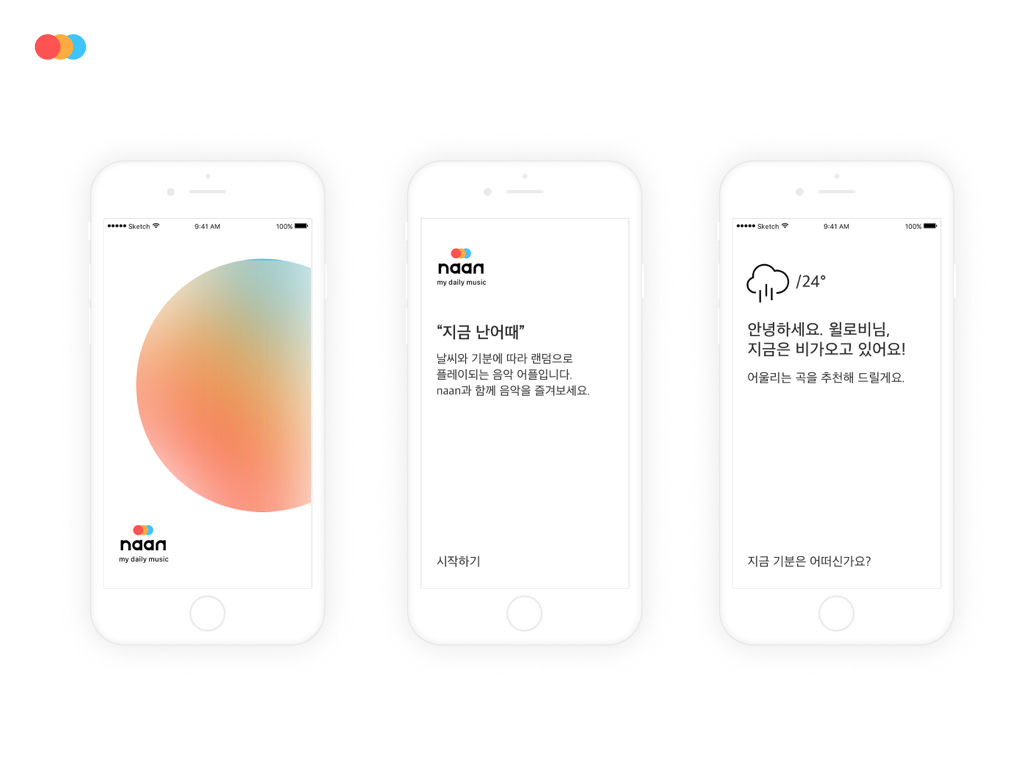 Sketch 9:41 AM 100%
naan
my daily music
naan
my daily music
“지금 난어때”
날씨와 기분에 따라 랜덤으로
플레이되는 음악 어플입니다.
naan과 함께 음악을 즐겨보세요.
시작하기
Sketch 9:41 AM 100%
/24°
안녕하세요. 윌로비님,
지금은 비가오고 있어요!
어울리는 곡을 추천해 드릴게요.
지금 기분은 어떠신가요?